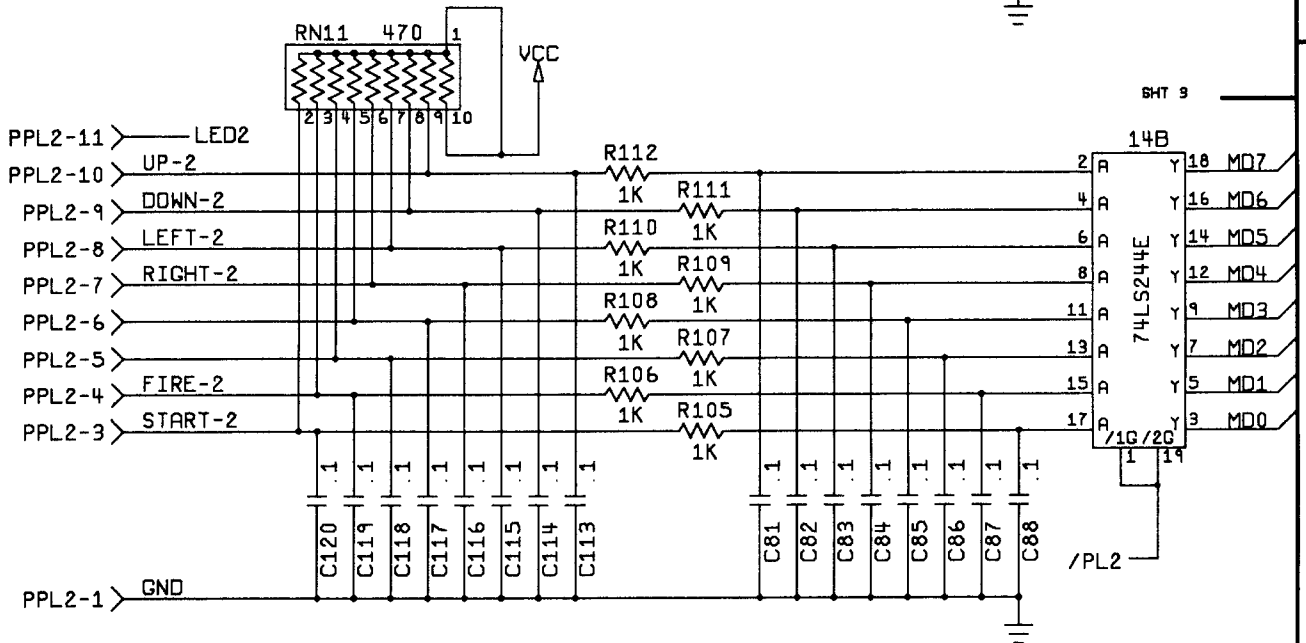 RN11 470 1
VCC
2 3 4 5 6 7 8 9 10
SHT 9
14B
PPL2-11 LED2
PPL2-10 UP-2 R112 1K 2 A Y 18 MD7
PPL2-9 DOWN-2 R111 1K 4 A Y 16 MD6
PPL2-8 LEFT-2 R110 1K 6 A Y 14 MD5
PPL2-7 RIGHT-2 R109 1K 8 A Y 12 MD4
PPL2-6 R108 1K 11 A Y 9 MD3
PPL2-5 R107 1K 13 A Y 7 MD2
PPL2-4 FIRE-2 R106 1K 15 A Y 5 MD1
PPL2-3 START-2 R105 1K 17 A Y 3 MD0
74LS244E
/1G /2G
1 19
.1 .1 .1 .1 .1 .1 .1 .1 .1 .1 .1 .1 .1 .1 .1 .1
C120 C119 C118 C117 C116 C115 C114 C113 C81 C82 C83 C84 C85 C86 C87 C88
/PL2
PPL2-1 GND